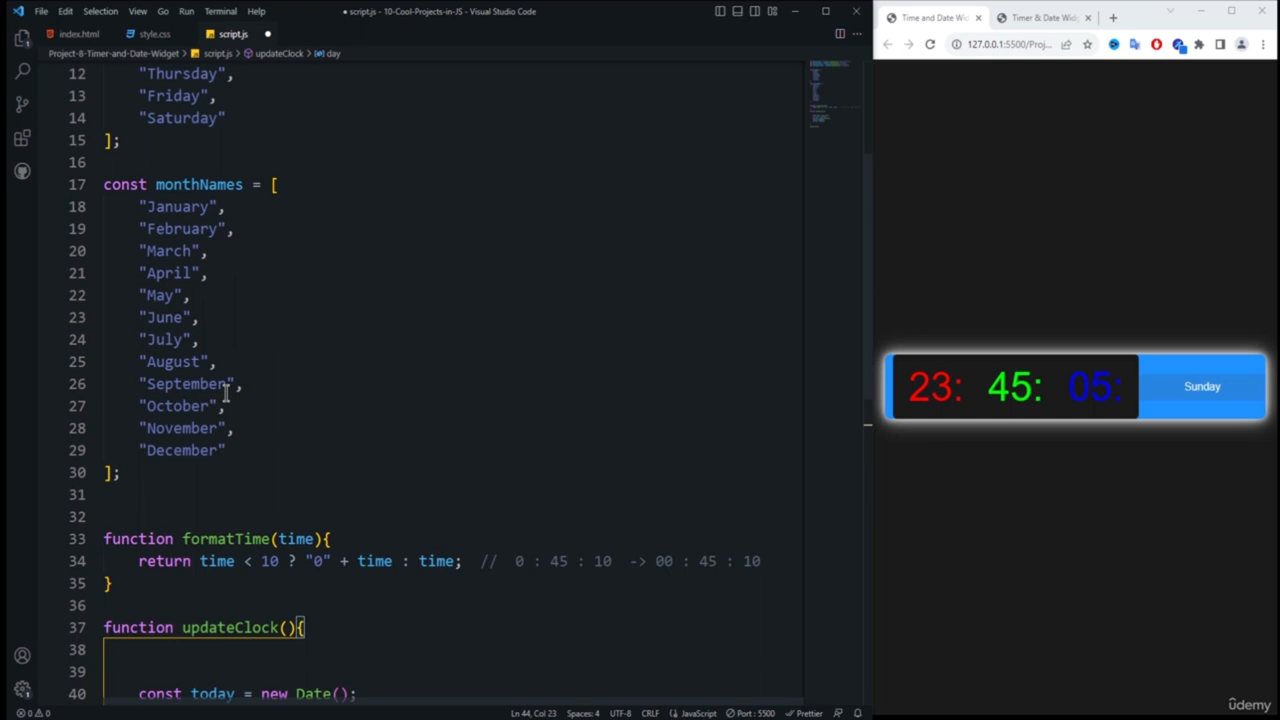 File Edit Selection View Go Run Terminal Help
● script.js - 10-Cool-Projects-in-JS - Visual Studio Code
index.html style.css script.js
Project-8-Timer-and-Date-Widget > script.js > updateClock > day
12 "Thursday",
13 "Friday",
14 "Saturday"
15 ];
16
17 const monthNames = [
18 "January",
19 "February",
20 "March",
21 "April",
22 "May",
23 "June",
24 "July",
25 "August",
26 "September",
27 "October",
28 "November",
29 "December"
30 ];
31
32
33 function formatTime(time){
34 return time < 10 ? "0" + time : time; // 0 : 45 : 10 -> 00 : 45 : 10
35 }
36
37 function updateClock(){
38
39
40 const today = new Date();
0 0 Ln 44, Col 23 Spaces: 4 UTF-8 CRLF JavaScript Port : 5500 Prettier
Time and Date Wi Timer & Date Widg
127.0.0.1:5500/Proj...
23: 45: 05: Sunday
ûdemy